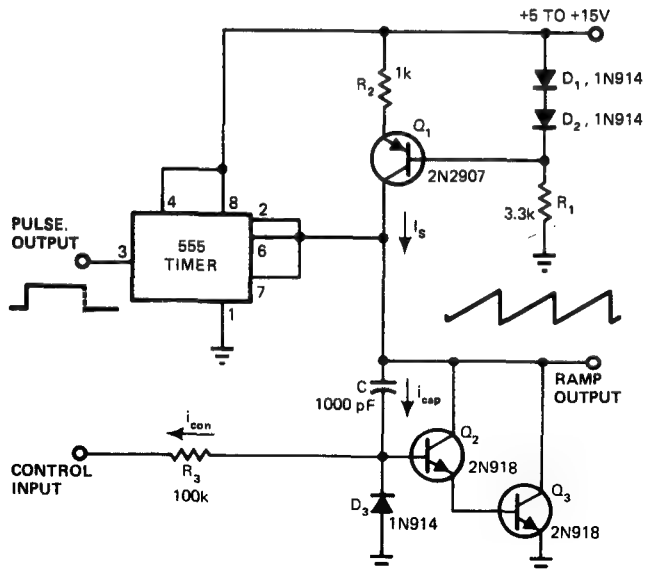 +5 TO +15V
1k
R2
D1, 1N914
D2, 1N914
Q1
2N2907
3.3k
R1
4
8
2
PULSE.
OUTPUT
3
555
TIMER
6
7
1
Is
RAMP
OUTPUT
C
1000 pF
icap
icon
Q2
2N918
CONTROL
INPUT
R3
100k
D3
1N914
Q3
2N918